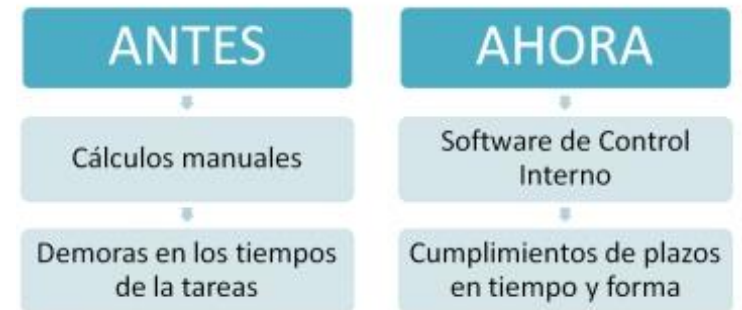 ANTES
Cálculos manuales
Demoras en los tiempos
de la tareas
AHORA
Software de Control
Interno
Cumplimientos de plazos
en tiempo y forma